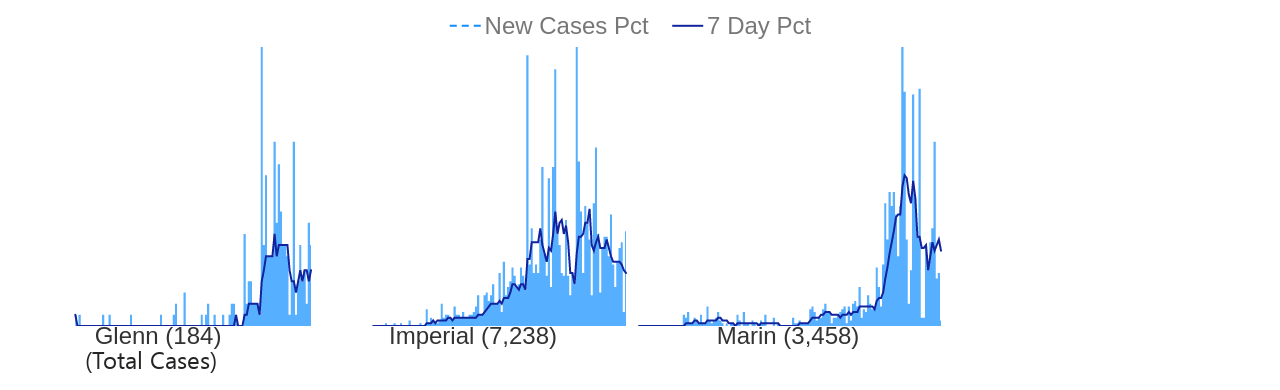 New Cases Pct 7 Day Pct
Glenn (184) Imperial (7,238) Marin (3,458)
(Total Cases)